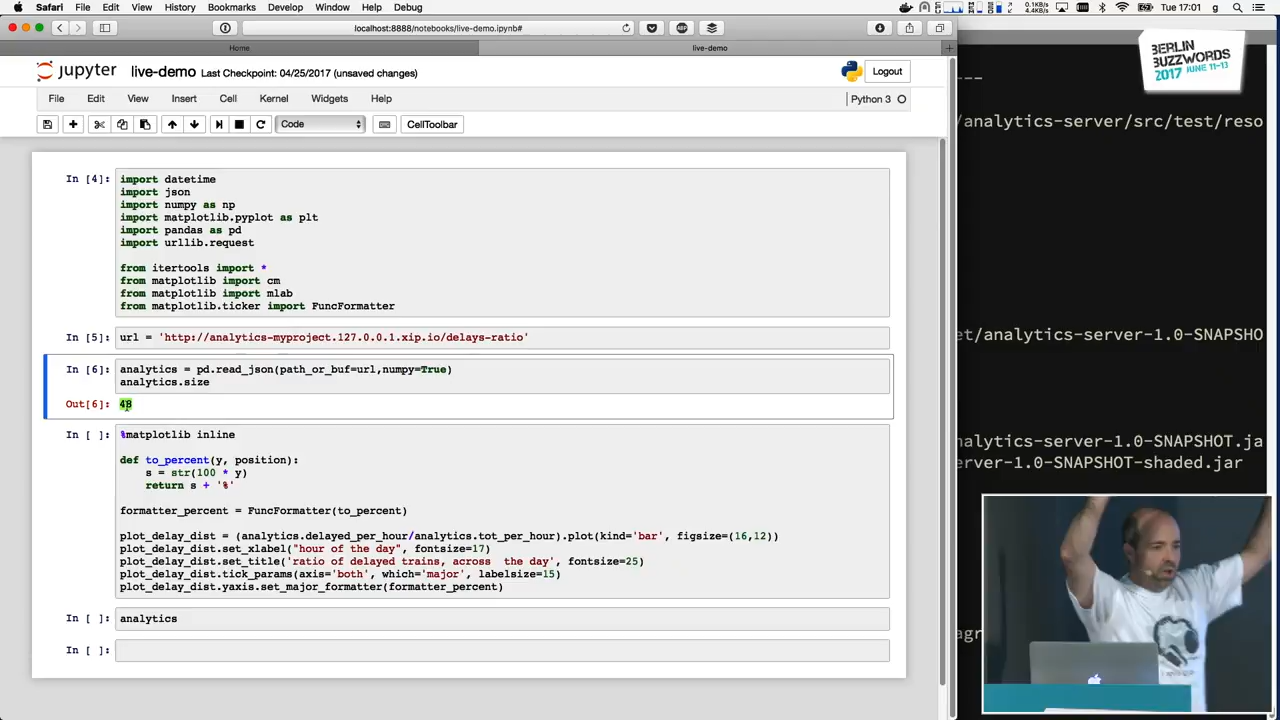 Safari File Edit View History Bookmarks Develop Window Help
0.1KB/s
4.4KB/s
Tue 17:01 g
localhost:8888/notebooks/live-demo.ipynb#
Home
live-demo
jupyter live-demo Last Checkpoint: 04/25/2017 (unsaved changes)
Logout
File Edit View Insert Cell Kernel Widgets Help
Python 3
Code
CellToolbar
In [4]:
import datetime
import json
import numpy as np
import matplotlib.pyplot as plt
import pandas as pd
import urllib.request
from itertools import *
from matplotlib import cm
from matplotlib import mlab
from matplotlib.ticker import FuncFormatter
In [5]: url = 'http://analytics-myproject.127.0.0.1.xip.io/delays-ratio'
In [6]: analytics = pd.read_json(path_or_buf=url,numpy=True)
analytics.size
Out[6]: 48
In [ ]: %matplotlib inline
def to_percent(y, position):
s = str(100 * y)
return s + '%'
formatter_percent = FuncFormatter(to_percent)
plot_delay_dist = (analytics.delayed_per_hour/analytics.tot_per_hour).plot(kind='bar', figsize=(16,12))
plot_delay_dist.set_xlabel("hour of the day", fontsize=17)
plot_delay_dist.set_title('ratio of delayed trains, across  the day', fontsize=25)
plot_delay_dist.tick_params(axis='both', which='major', labelsize=15)
plot_delay_dist.yaxis.set_major_formatter(formatter_percent)
In [ ]: analytics
In [ ]:
BERLIN
BUZZWORDS
2017 JUNE 11-13
---
/analytics-server/src/test/reso
et/analytics-server-1.0-SNAPSHO
nalytics-server-1.0-SNAPSHOT.ja
erver-1.0-SNAPSHOT-shaded.jar
agr